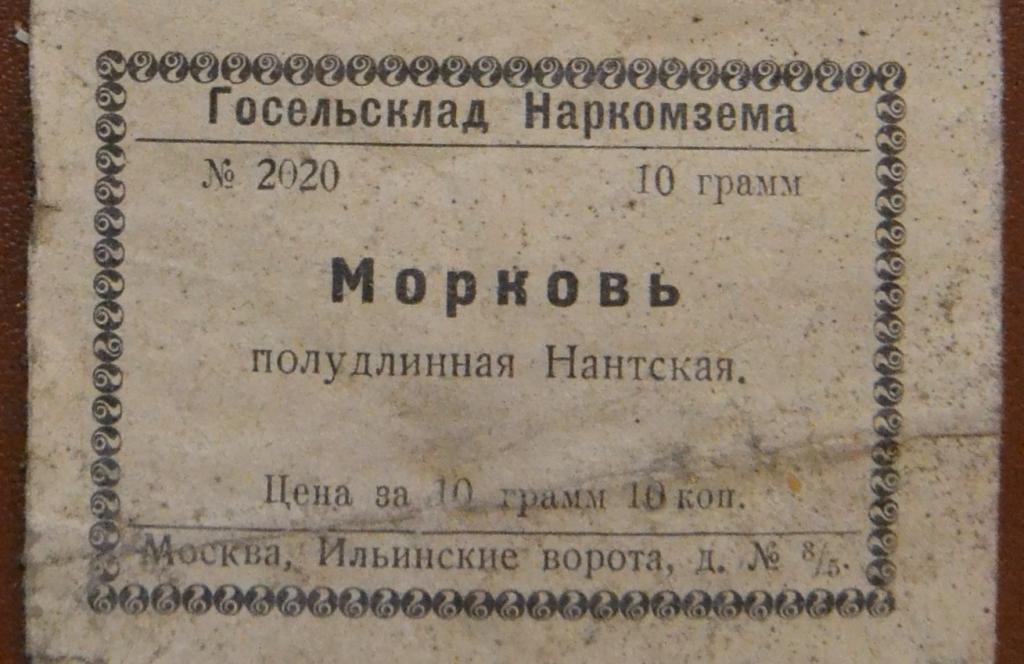 Госельсклад Наркомзема
№ 2020 10 грамм
Морковь
полудлинная Нантская.
Цена за 10 грамм 10 коп.
Москва, Ильинские ворота, д. № 8/5.